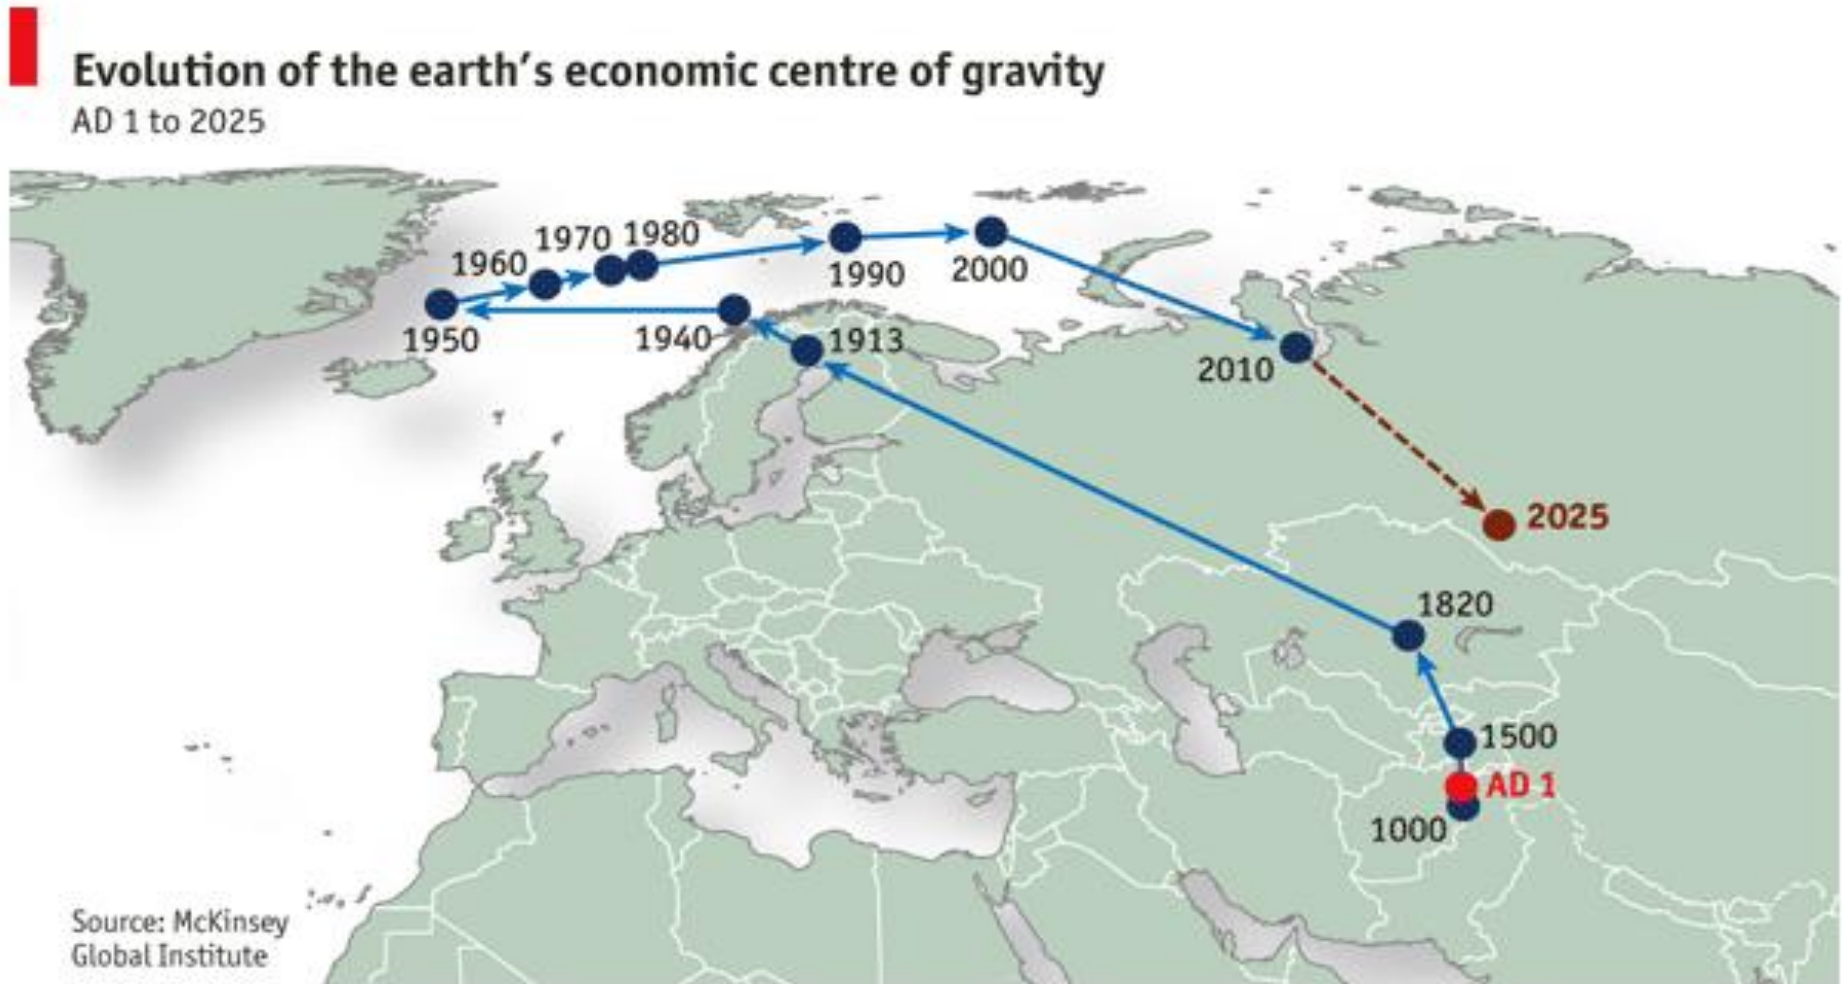 Evolution of the earth's economic centre of gravity
AD 1 to 2025
1970 1980
1960
1990
2000
1950
1940
1913
2010
2025
1820
1500
AD 1
1000
Source: McKinsey
Global Institute